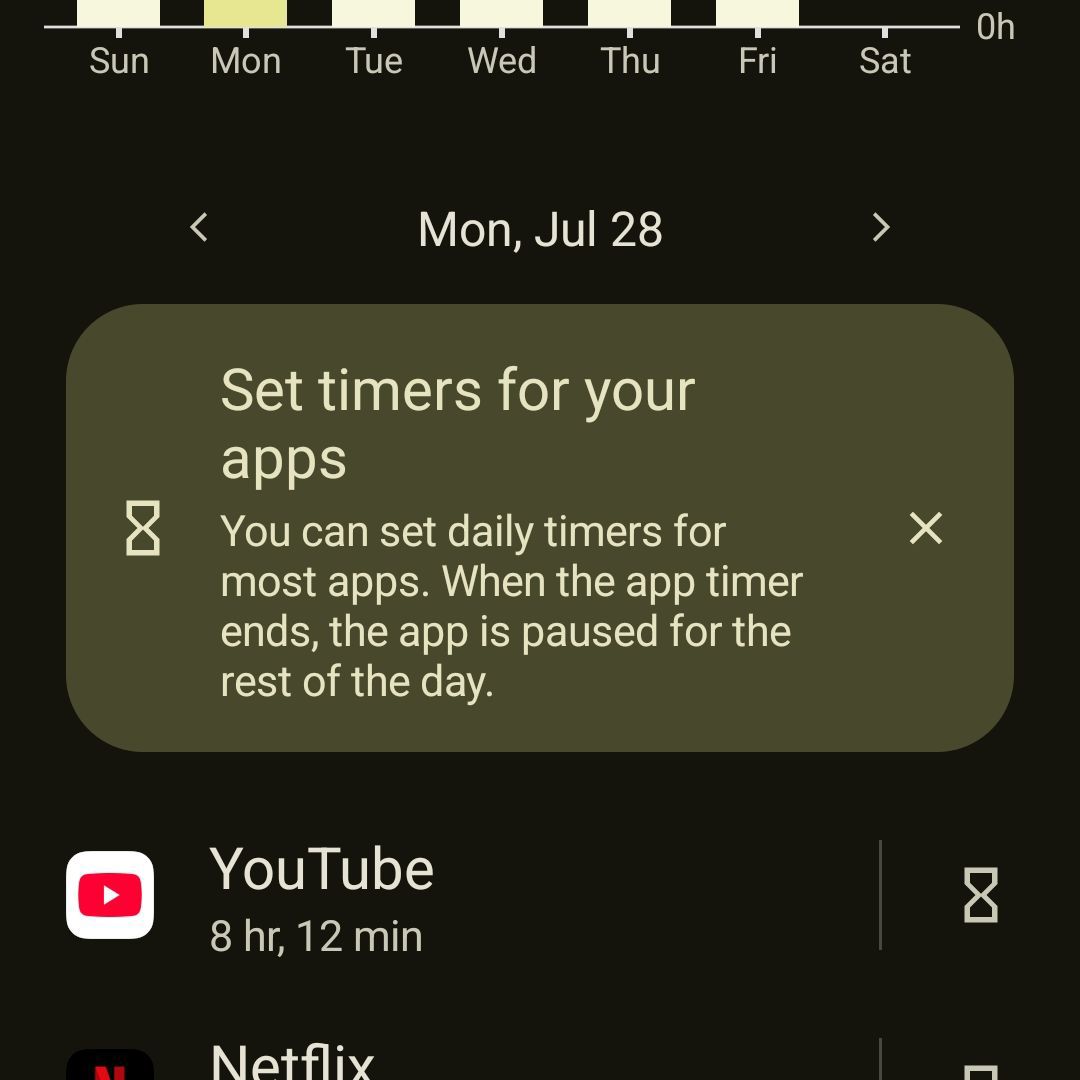 0h
Sun Mon Tue Wed Thu Fri Sat
Mon, Jul 28
Set timers for your
apps
You can set daily timers for
most apps. When the app timer
ends, the app is paused for the
rest of the day.
YouTube
8 hr, 12 min
Netflix